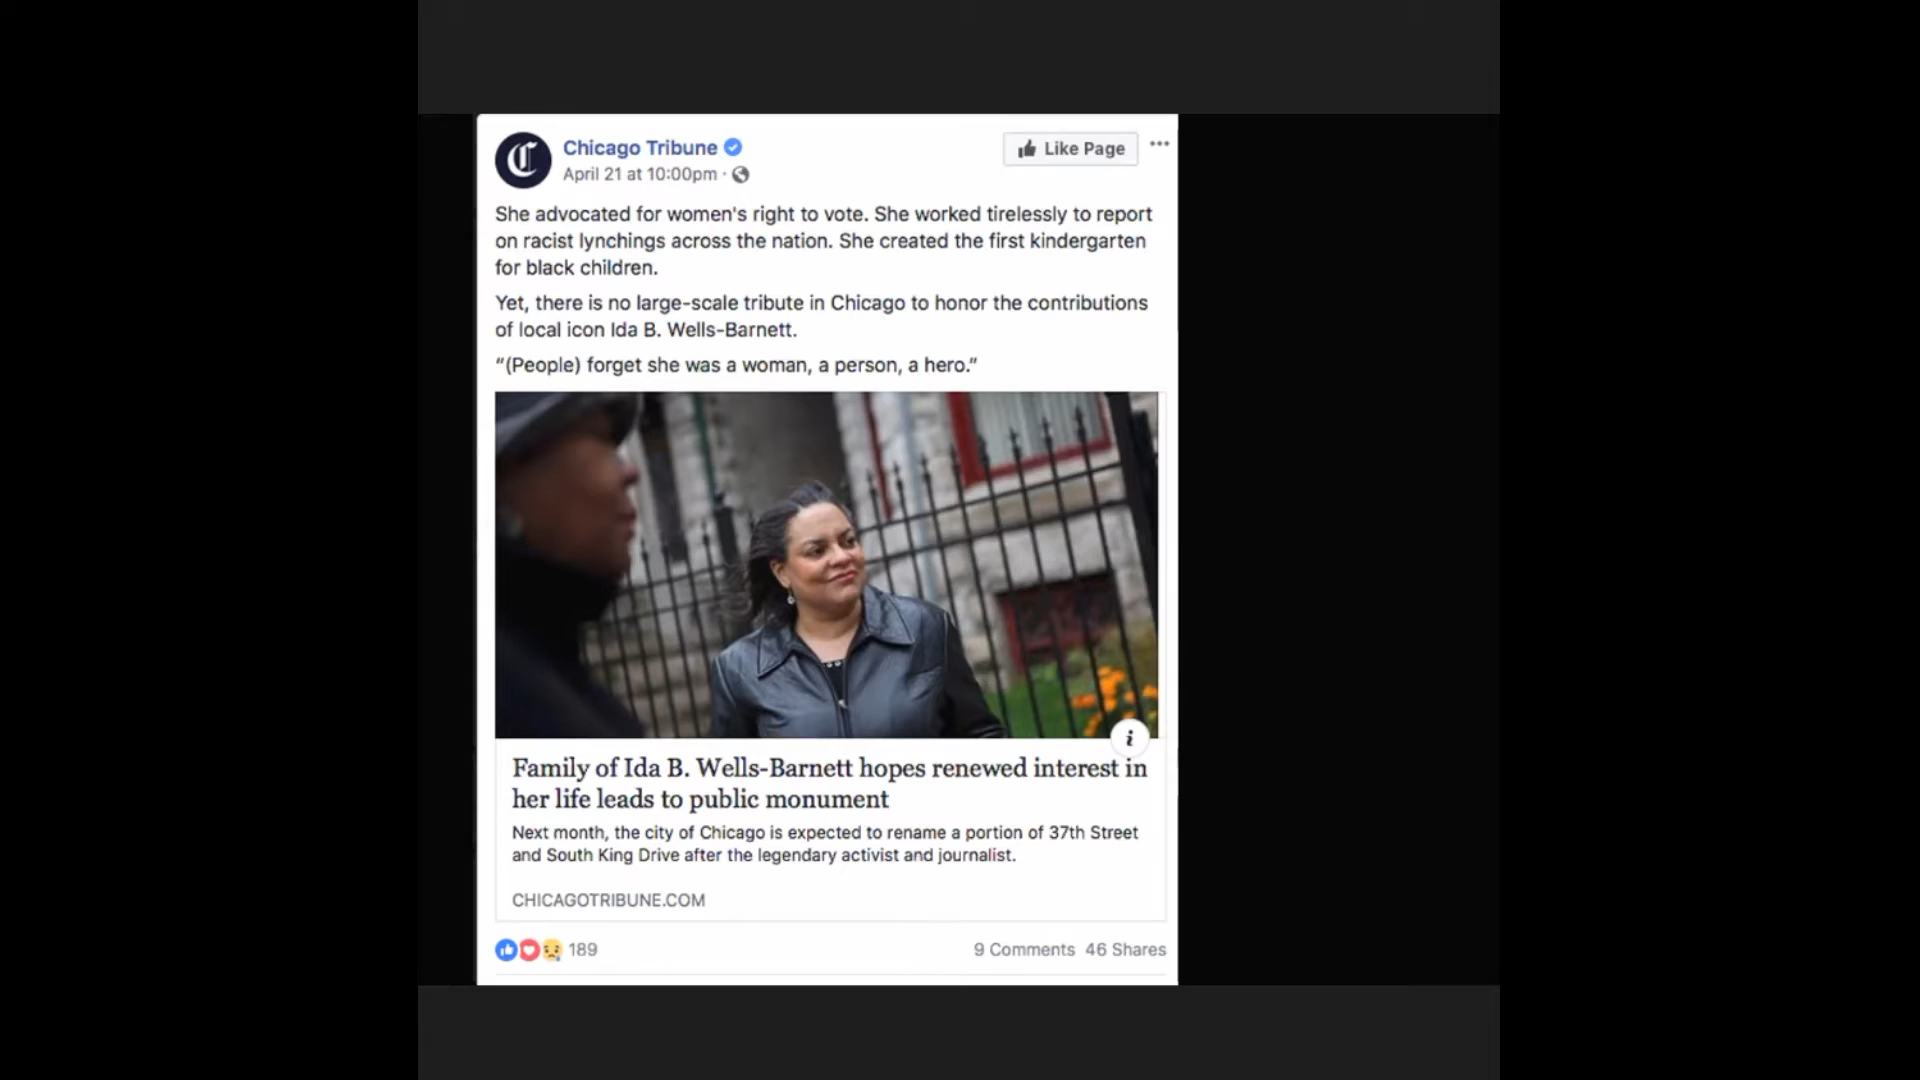 Chicago Tribune
Like Page
April 21 at 10:00pm ·
She advocated for women's right to vote. She worked tirelessly to report
on racist lynchings across the nation. She created the first kindergarten
for black children.
Yet, there is no large-scale tribute in Chicago to honor the contributions
of local icon Ida B. Wells-Barnett.
“(People) forget she was a woman, a person, a hero.”
Family of Ida B. Wells-Barnett hopes renewed interest in
her life leads to public monument
Next month, the city of Chicago is expected to rename a portion of 37th Street
and South King Drive after the legendary activist and journalist.
CHICAGOTRIBUNE.COM
189
9 Comments 46 Shares